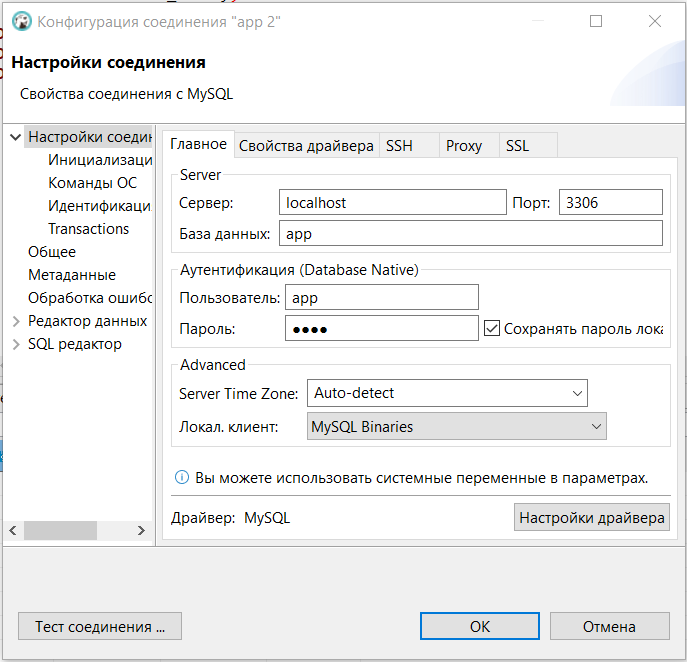 Конфигурация соединения "app 2"
Настройки соединения
Свойства соединения с MySQL
Настройки соедин
Инициализаци
Команды ОС
Идентификаци
Transactions
Общее
Метаданные
Обработка ошибо
Редактор данных
SQL редактор
Главное Свойства драйвера SSH Proxy SSL
Server
Сервер: localhost Порт: 3306
База данных: app
Аутентификация (Database Native)
Пользователь: app
Пароль: ●●●● Сохранять пароль лока
Advanced
Server Time Zone: Auto-detect
Локал. клиент: MySQL Binaries
Вы можете использовать системные переменные в параметрах.
Драйвер: MySQL Настройки драйвера
Тест соединения ... OK Отмена